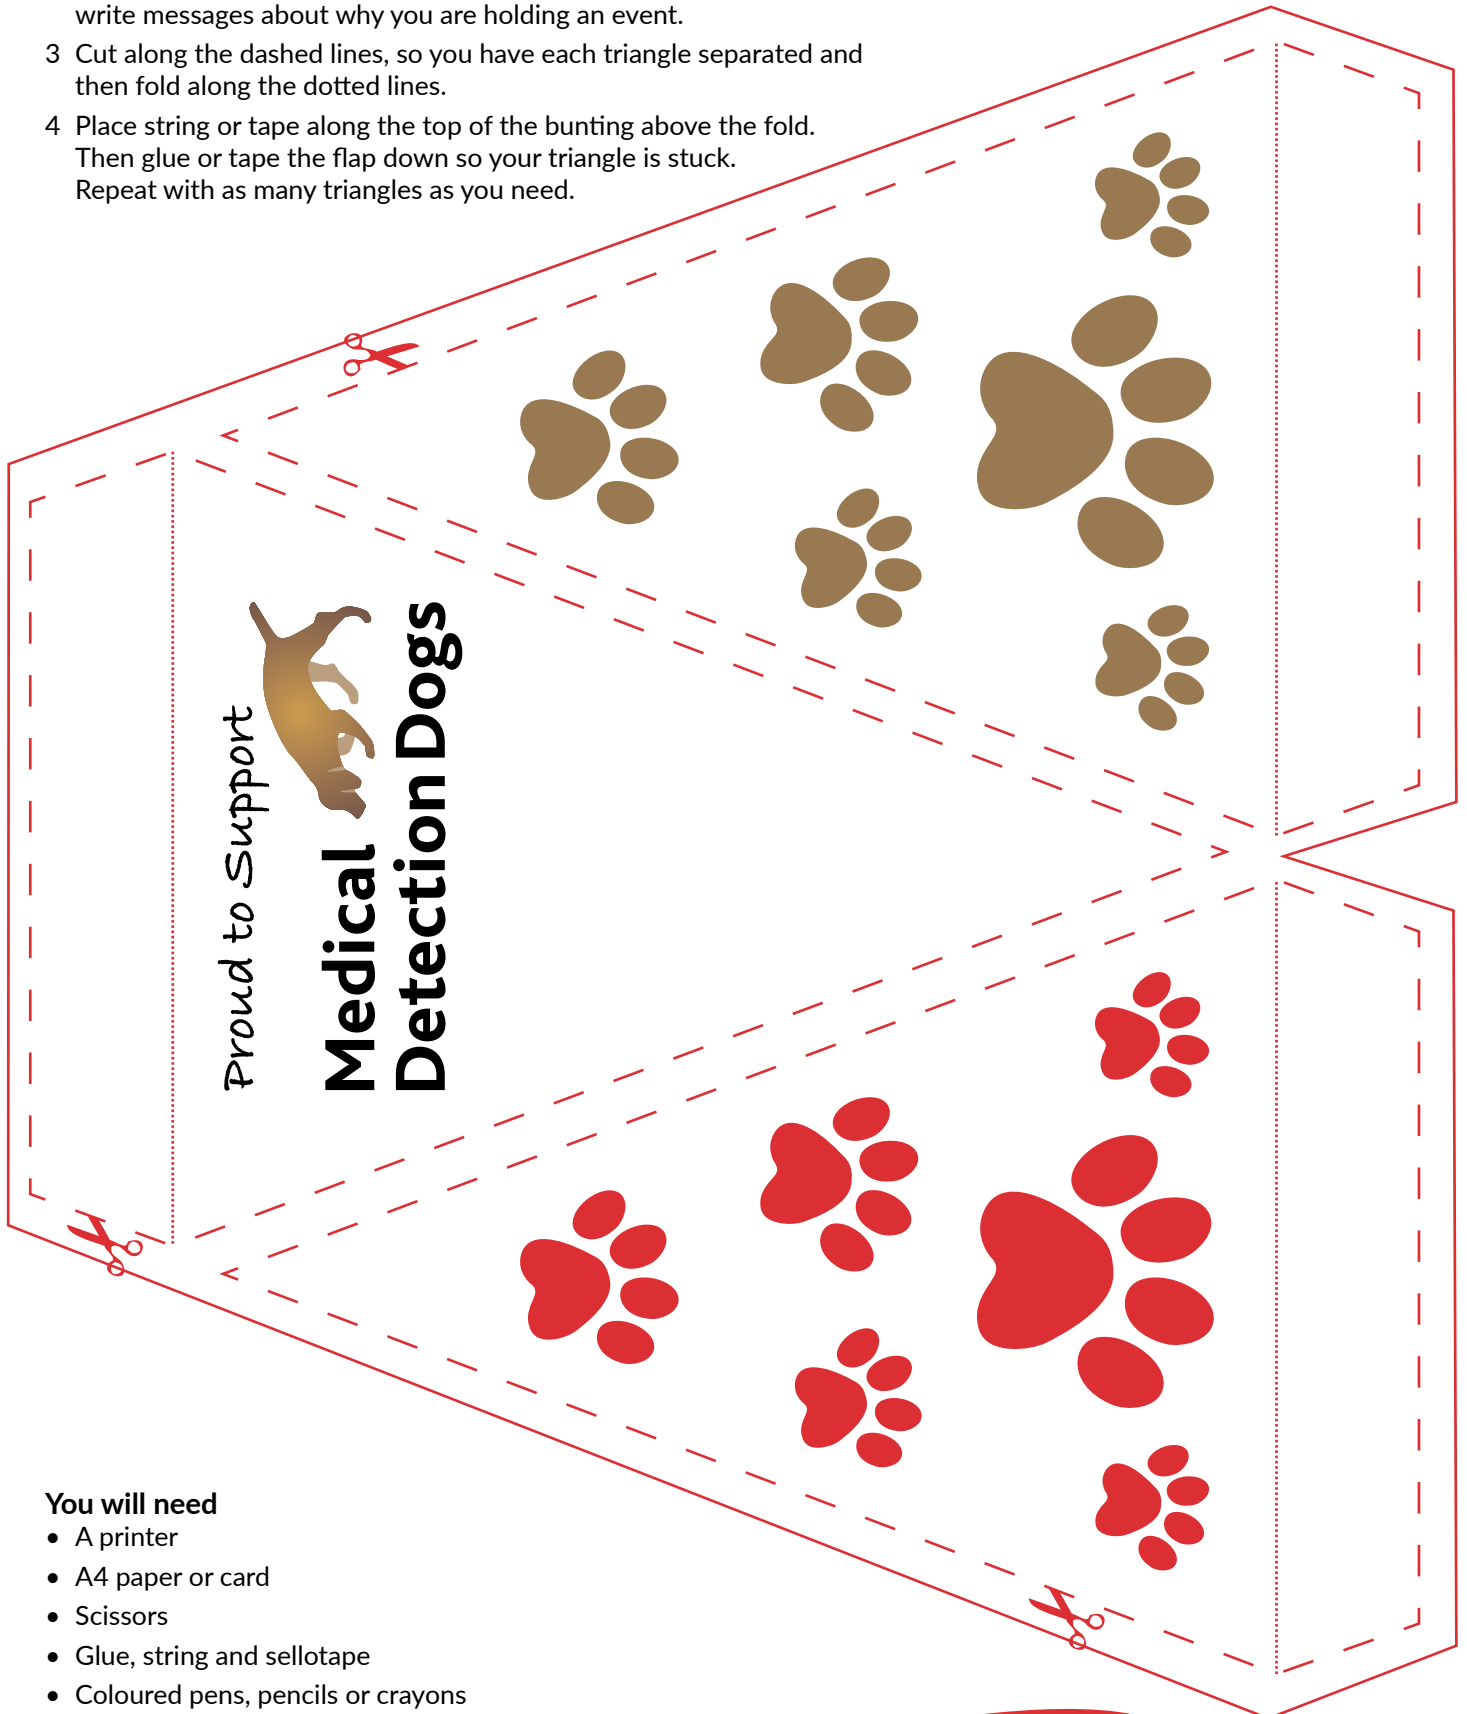 write messages about why you are holding an event.
3 Cut along the dashed lines, so you have each triangle separated and
then fold along the dotted lines.
4 Place string or tape along the top of the bunting above the fold.
Then glue or tape the flap down so your triangle is stuck.
Repeat with as many triangles as you need.
Proud to Support
Medical
Detection Dogs
You will need
• A printer
• A4 paper or card
• Scissors
• Glue, string and sellotape
• Coloured pens, pencils or crayons